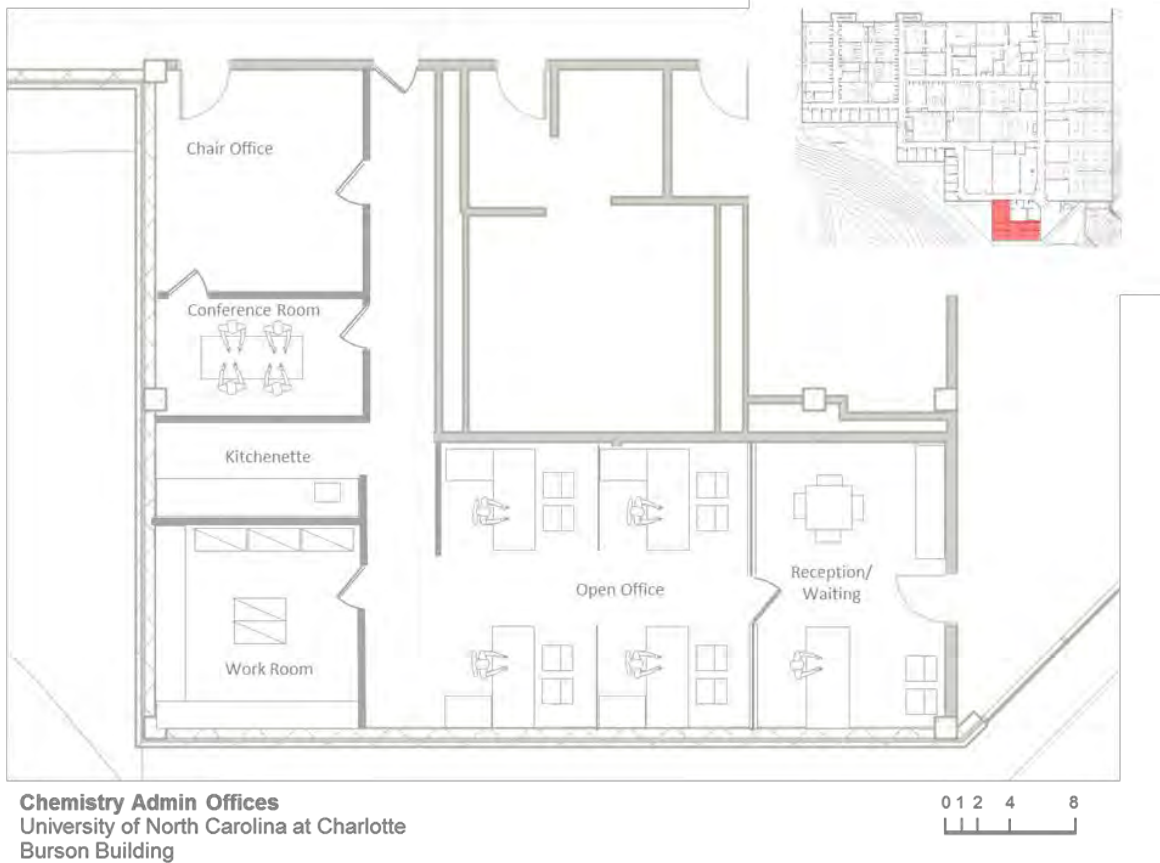 Chair Office
Conference Room
Kitchenette
Work Room
Open Office
Reception/
Waiting
Chemistry Admin Offices
University of North Carolina at Charlotte
Burson Building
0 1 2 4 8